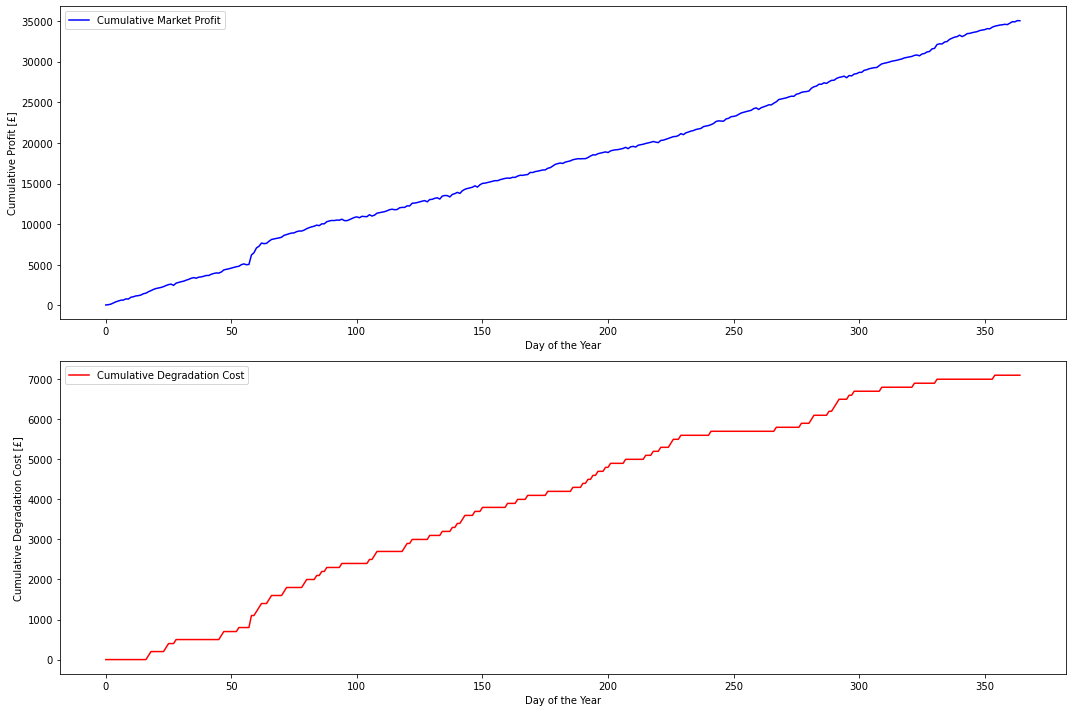 Cumulative Market Profit
Cumulative Profit [£]
35000
30000
25000
20000
15000
10000
5000
0
0 50 100 150 200 250 300 350
Day of the Year
Cumulative Degradation Cost
Cumulative Degradation Cost [£]
7000
6000
5000
4000
3000
2000
1000
0
0 50 100 150 200 250 300 350
Day of the Year